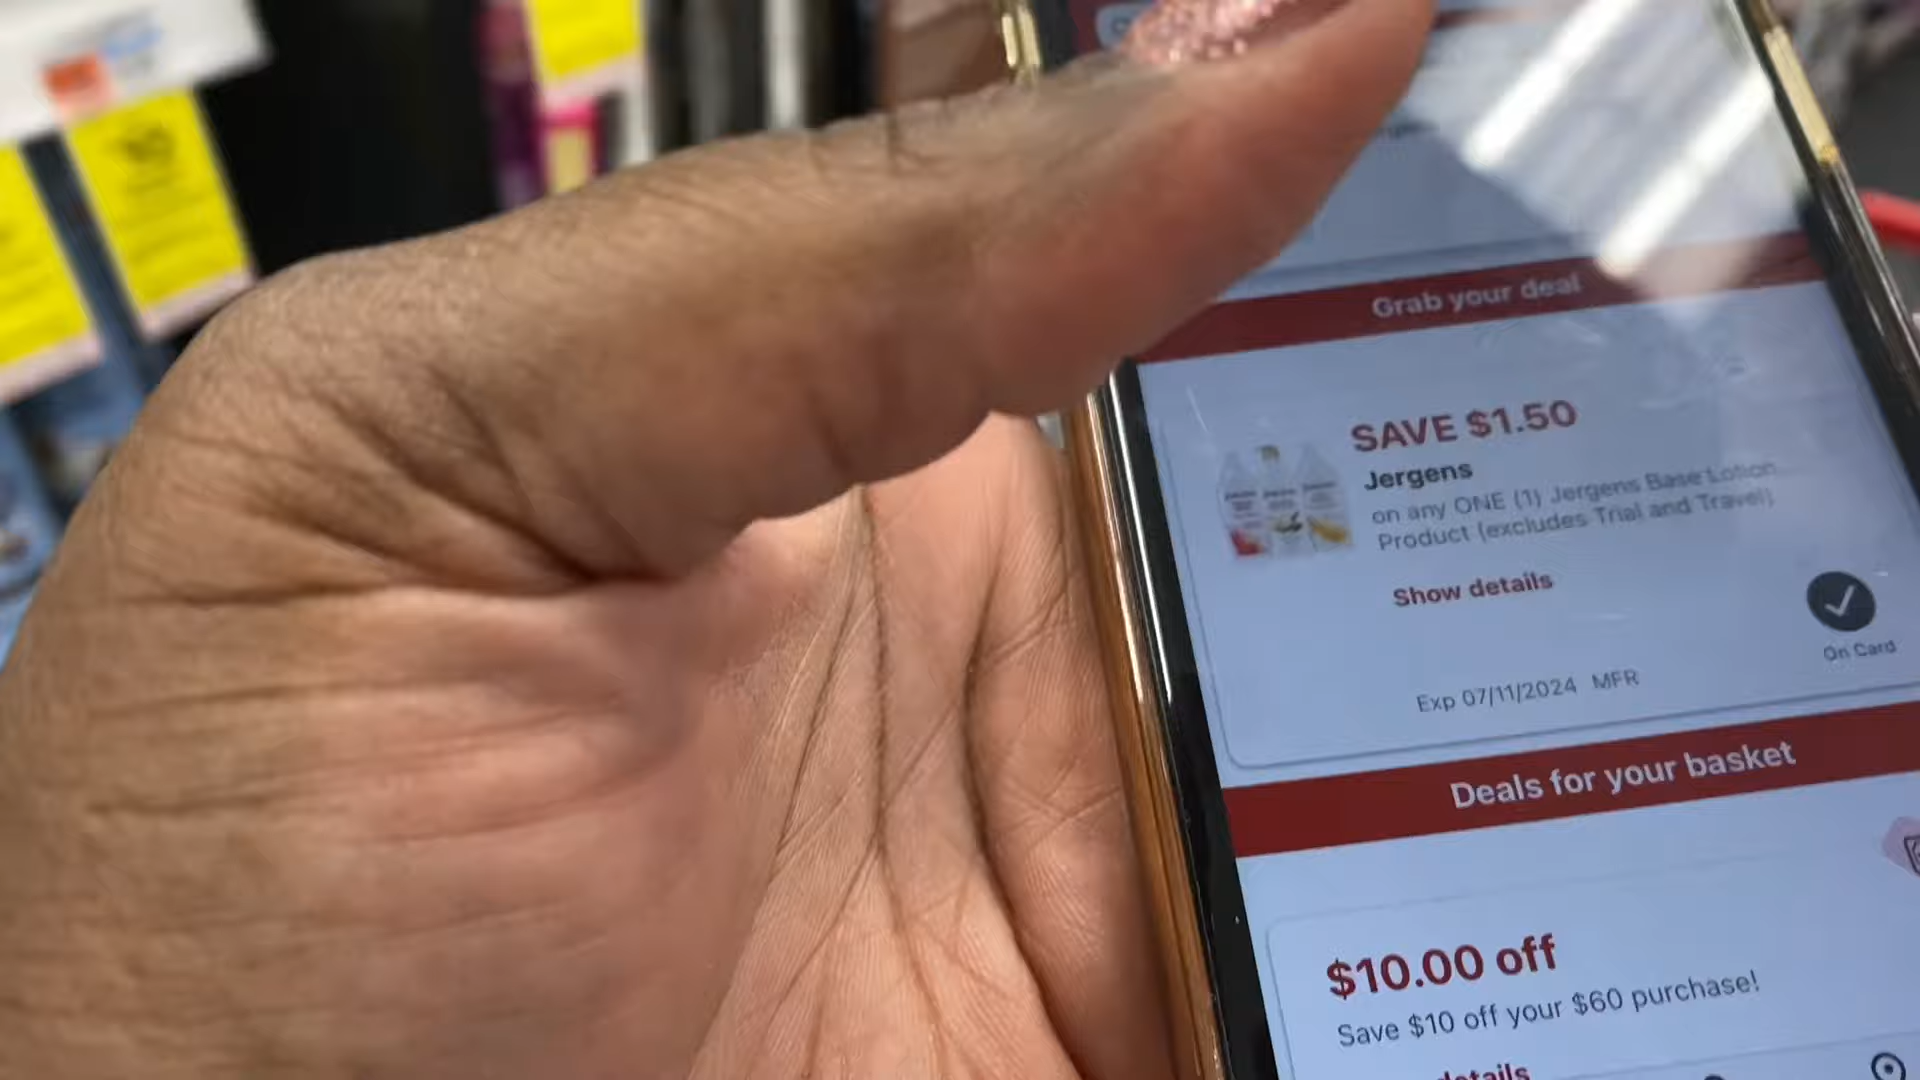 Grab your deal
SAVE $1.50
Jergens
on any ONE (1) Jergens Base Lotion
Product (excludes Trial and Travel)
Show details
On Card
Exp 07/11/2024 MFR
Deals for your basket
$10.00 off
Save $10 off your $60 purchase!
details